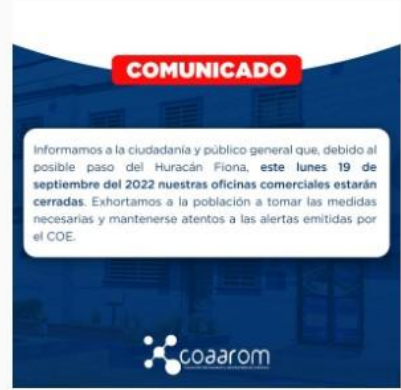 COMUNICADO
Informamos a la ciudadanía y público general que, debido al
posible paso del Huracán Fiona, este lunes 19 de
septiembre del 2022 nuestras oficinas comerciales estarán
cerradas. Exhortamos a la población a tomar las medidas
necesarias y mantenerse atentos a las alertas emitidas por
el COE.
coaarom